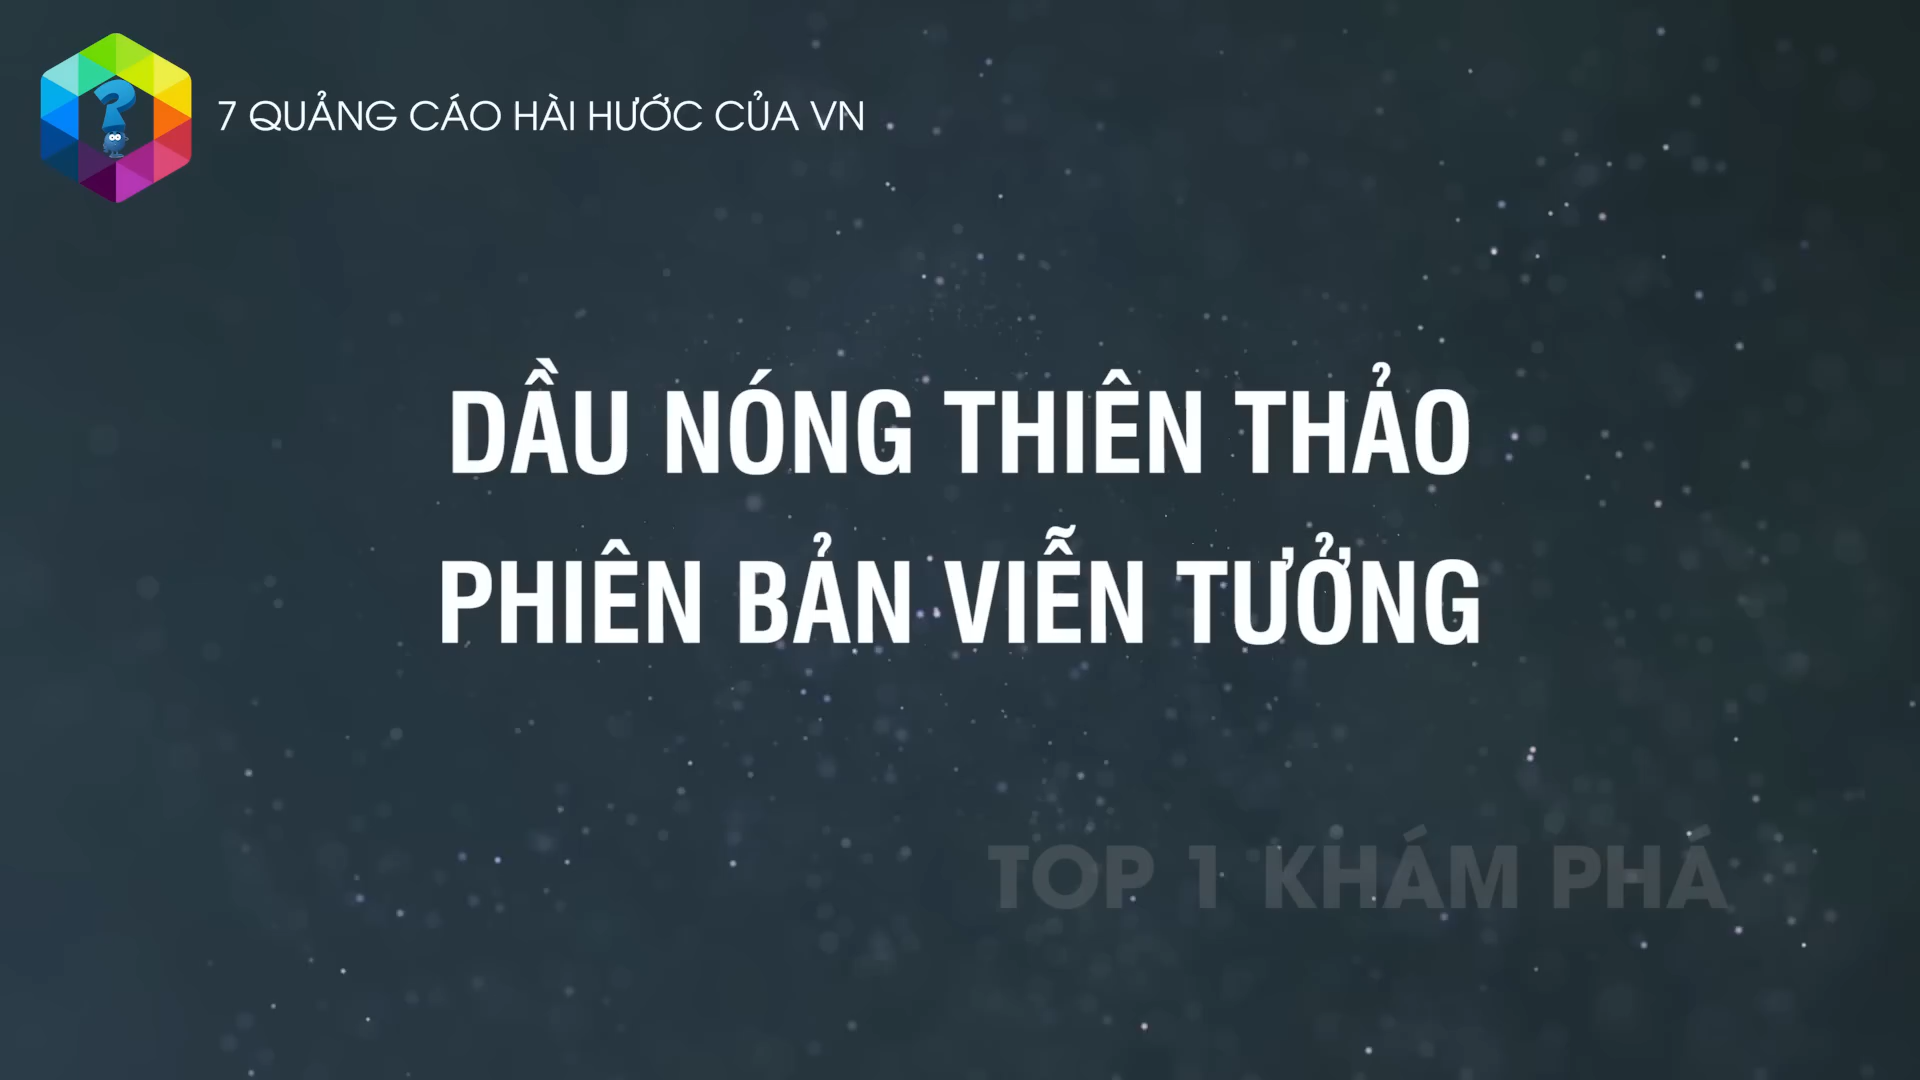 7 QUẢNG CÁO HÀI HƯỚC CỦA VN
DẦU NÓNG THIÊN THẢO
PHIÊN BẢN VIỄN TƯỞNG
TOP 1 KHÁM PHÁ